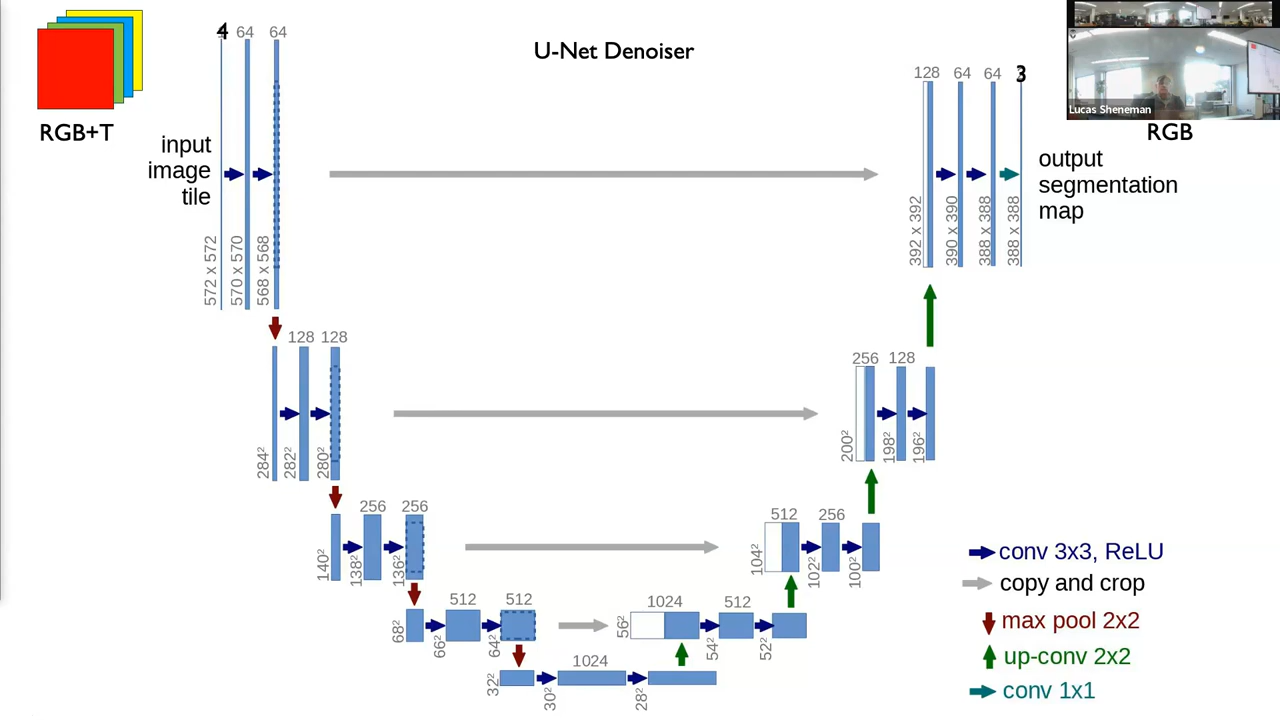 U-Net Denoiser
RGB+T
4 64 64
input
image
tile
572 x 572
570 x 570
568 x 568
128 64 64 3
output
segmentation
map
392 x 392
390 x 390
388 x 388
388 x 388
Lucas Sheneman
RGB
128 128
284²
282²
280²
256 128
200²
198²
196²
256 256
140²
138²
136²
512 256
104²
102²
100²
512 512
68²
66²
64²
1024 512
56²
54²
52²
1024
32²
30²
28²
conv 3x3, ReLU
copy and crop
max pool 2x2
up-conv 2x2
conv 1x1